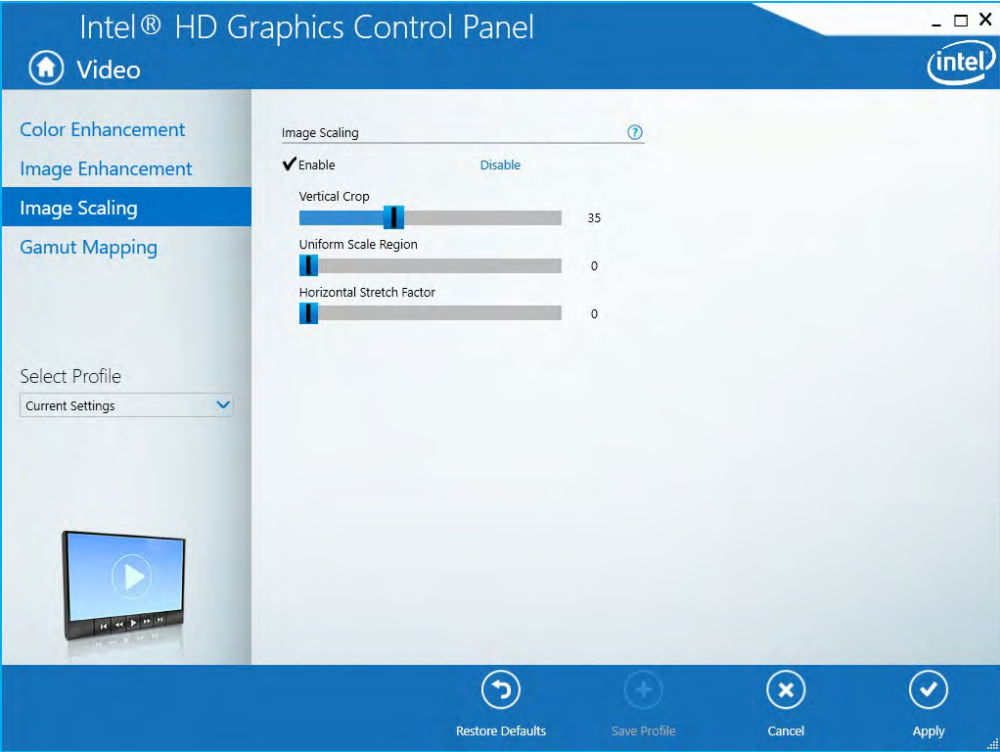 Intel® HD Graphics Control Panel
Video
intel
Color Enhancement
Image Enhancement
Image Scaling
Gamut Mapping
Select Profile
Current Settings
Image Scaling ?
Enable Disable
Vertical Crop
35
Uniform Scale Region
0
Horizontal Stretch Factor
0
Restore Defaults Save Profile Cancel Apply